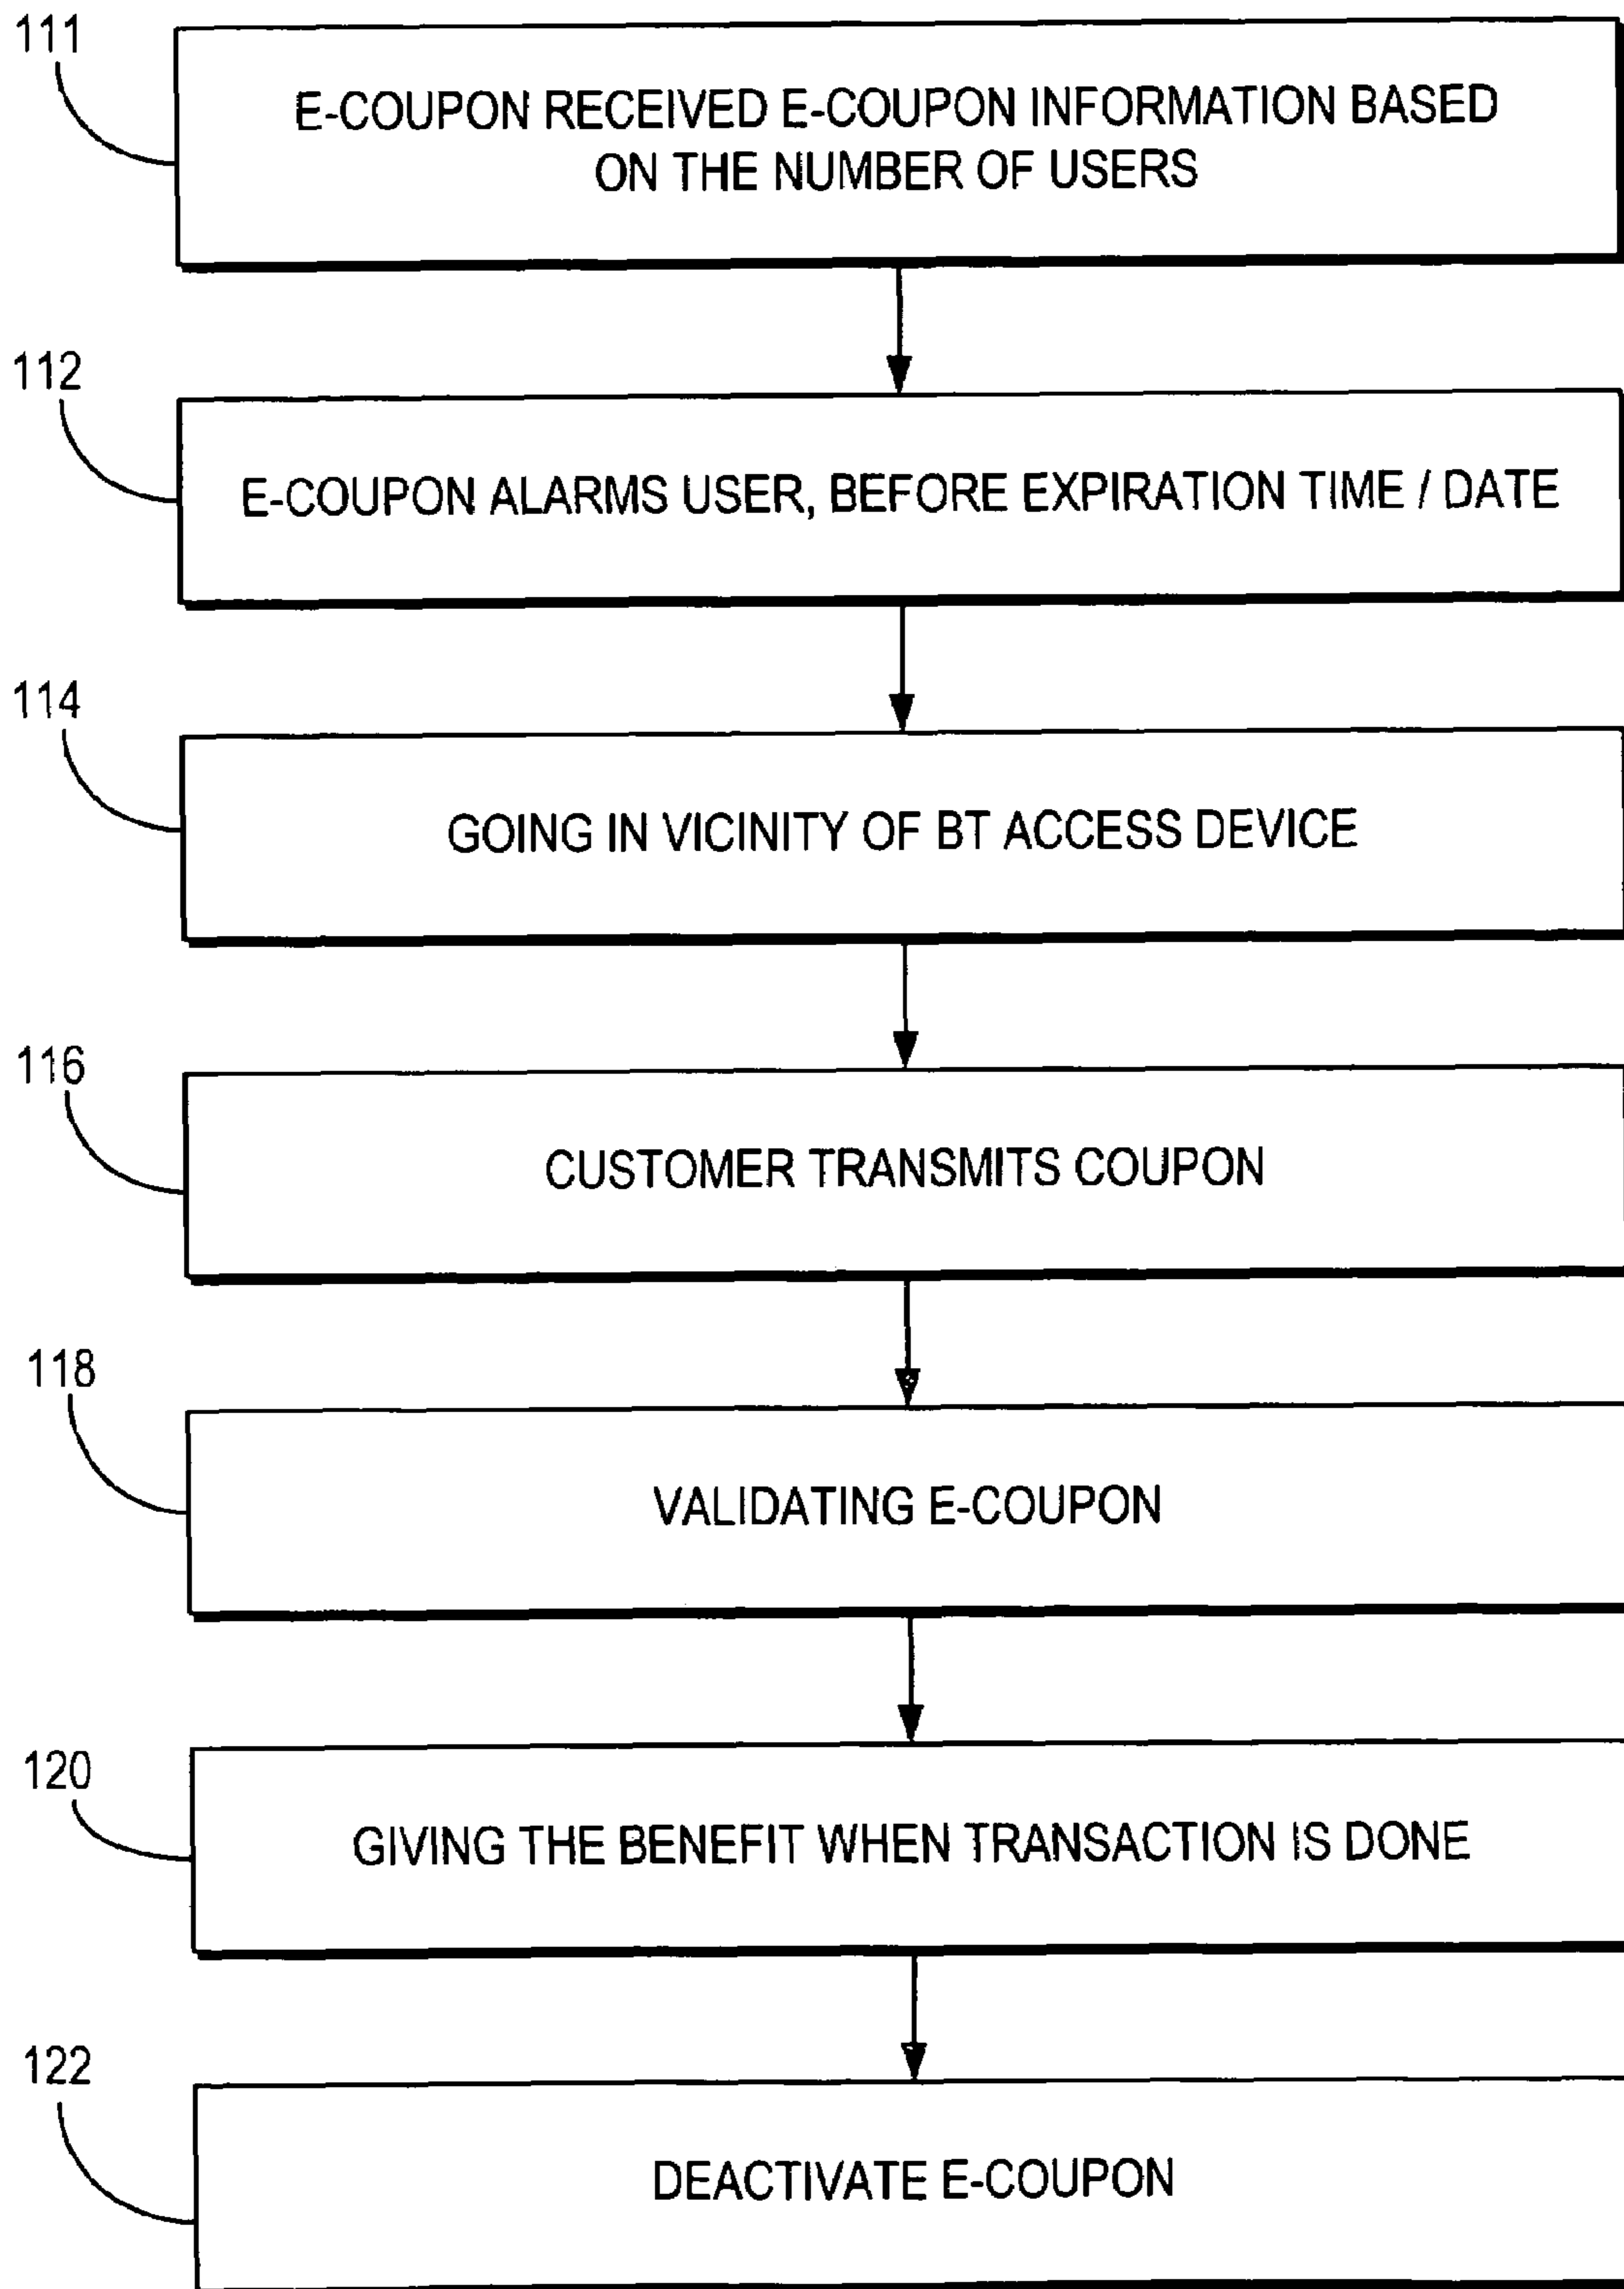 111
E-COUPON RECEIVED E-COUPON INFORMATION BASED
ON THE NUMBER OF USERS
112
E-COUPON ALARMS USER, BEFORE EXPIRATION TIME / DATE
114
GOING IN VICINITY OF BT ACCESS DEVICE
116
CUSTOMER TRANSMITS COUPON
118
VALIDATING E-COUPON
120
GIVING THE BENEFIT WHEN TRANSACTION IS DONE
122
DEACTIVATE E-COUPON